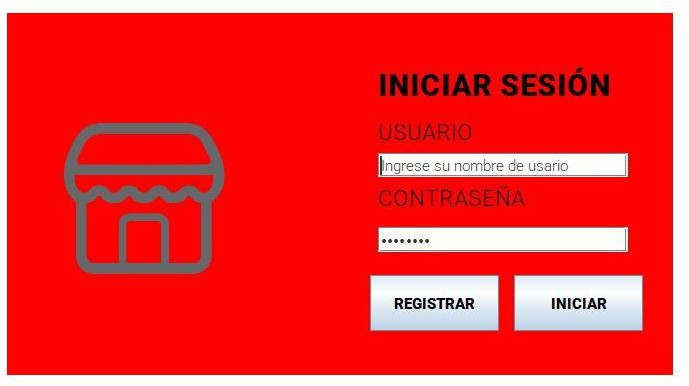 INICIAR SESIÓN
USUARIO
Ingrese su nombre de usario
CONTRASEÑA
••••••••
REGISTRAR
INICIAR